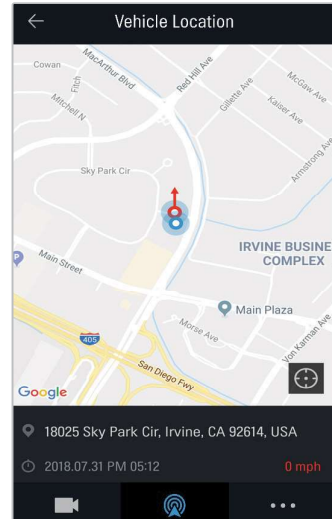 Vehicle Location
MacArthur Blvd
Red Hill Ave
Cowan
Fitch
Mitchell N
Gillette Ave
McGaw Ave
Kaiser Ave
Armstrong Ave
Sky Park Cir
IRVINE BUSINE
COMPLEX
Main Street
P
Main Plaza
Morse Ave
Von Karman Ave
405
San Diego Fwy
Google
18025 Sky Park Cir, Irvine, CA 92614, USA
2018.07.31 PM 05:12
0 mph